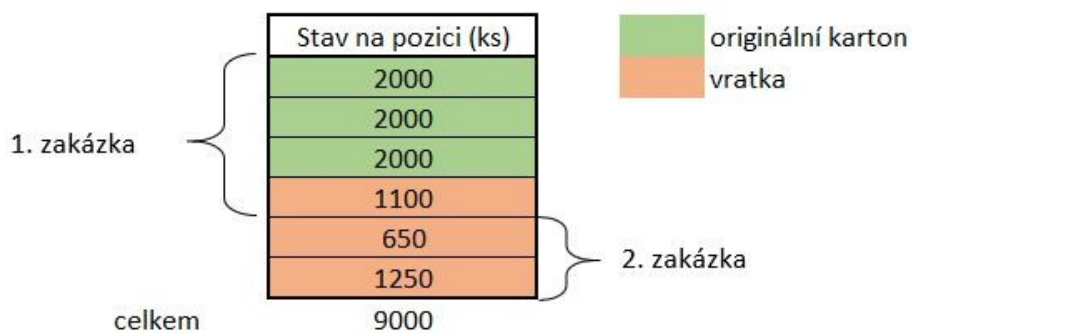 Stav na pozici (ks)
originální karton
2000
vratka
2000
1. zakázka
2000
1100
650
2. zakázka
1250
celkem 9000